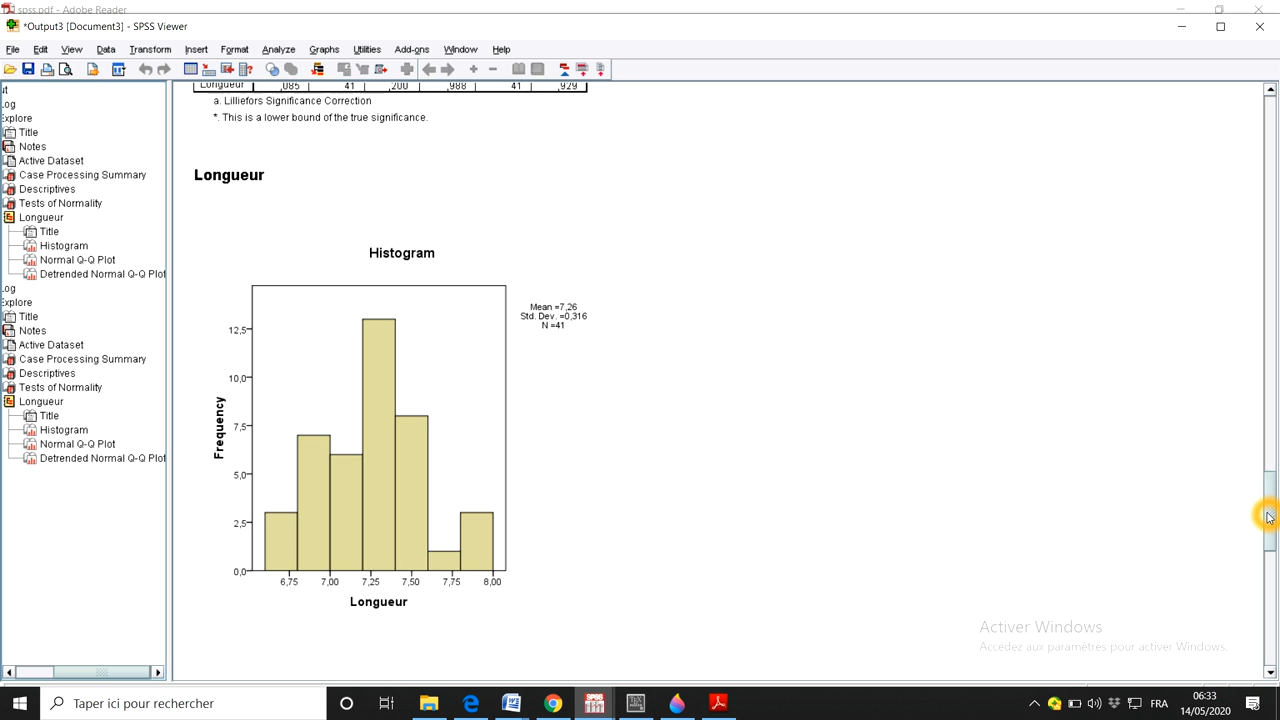 spss.pdf - Adobe Reader
*Output3 [Document3] - SPSS Viewer
File Edit View Data Transform Insert Format Analyze Graphs Utilities Add-ons Window Help
ut
Log
Explore
Title
Notes
Active Dataset
Case Processing Summary
Descriptives
Tests of Normality
Longueur
Title
Histogram
Normal Q-Q Plot
Detrended Normal Q-Q Plot
Log
Explore
Title
Notes
Active Dataset
Case Processing Summary
Descriptives
Tests of Normality
Longueur
Title
Histogram
Normal Q-Q Plot
Detrended Normal Q-Q Plot
Longueur ,085 41 ,200 ,988 41 ,929
a. Lilliefors Significance Correction
*. This is a lower bound of the true significance.
Longueur
Histogram
Mean =7,26
Std. Dev. =0,316
N =41
12,5
10,0
7,5
5,0
2,5
0,0
Frequency
6,75 7,00 7,25 7,50 7,75 8,00
Longueur
Activer Windows
Accédez aux paramètres pour activer Windows.
Taper ici pour rechercher
FRA
06:33
14/05/2020